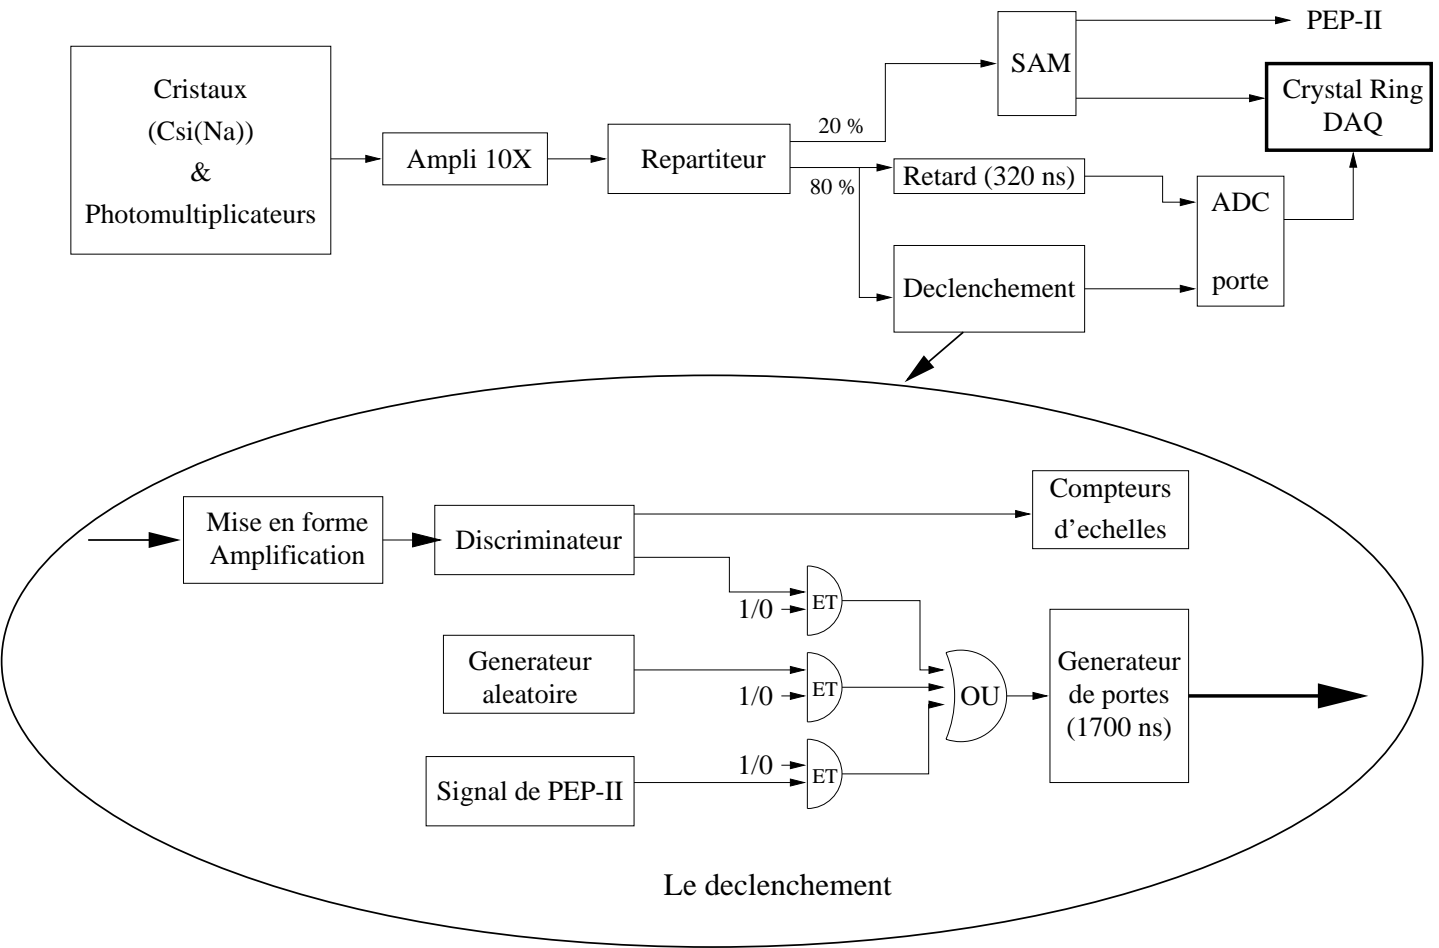 Cristaux
(Csi(Na))
&
Photomultiplicateurs
Ampli 10X
Repartiteur
20 %
80 %
SAM
PEP-II
Crystal Ring
DAQ
Retard (320 ns)
ADC
porte
Declenchement
Mise en forme
Amplification
Discriminateur
Compteurs
d'echelles
1/0
ET
Generateur
aleatoire
1/0
ET
OU
Generateur
de portes
(1700 ns)
Signal de PEP-II
1/0
ET
Le declenchement